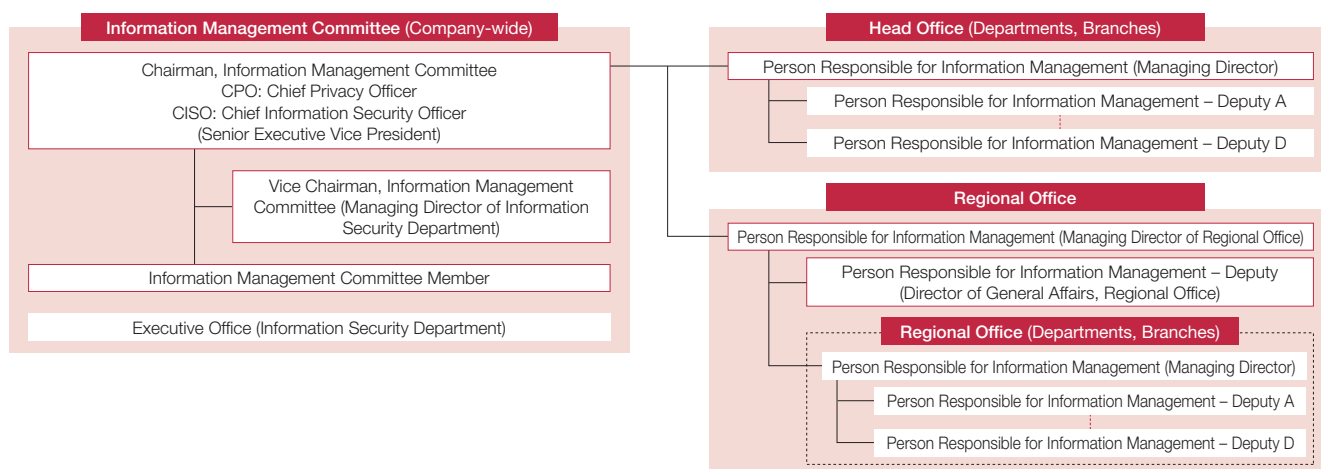 Information Management Committee (Company-wide)
Chairman, Information Management Committee
CPO: Chief Privacy Officer
CISO: Chief Information Security Officer
(Senior Executive Vice President)
Vice Chairman, Information Management
Committee (Managing Director of Information
Security Department)
Information Management Committee Member
Executive Office (Information Security Department)
Head Office (Departments, Branches)
Person Responsible for Information Management (Managing Director)
Person Responsible for Information Management – Deputy A
Person Responsible for Information Management – Deputy D
Regional Office
Person Responsible for Information Management (Managing Director of Regional Office)
Person Responsible for Information Management – Deputy
(Director of General Affairs, Regional Office)
Regional Office (Departments, Branches)
Person Responsible for Information Management (Managing Director)
Person Responsible for Information Management – Deputy A
Person Responsible for Information Management – Deputy D